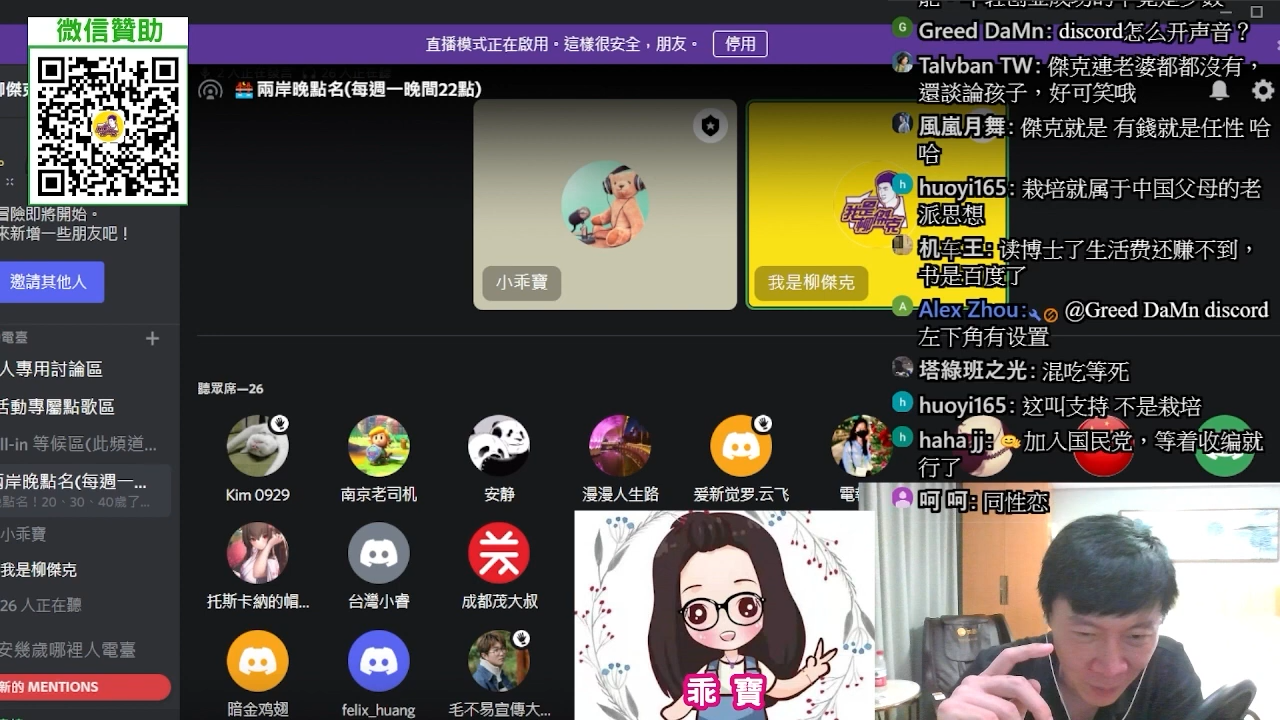 微信贊助
直播模式正在啟用。這樣很安全，朋友。
停用
兩岸晚點名(每週一晚間22點)
冒險即將開始。
來新增一些朋友吧！
邀請其他人
電臺
人專用討論區
活動專屬點歌區
ll-in 等候區(此頻道...
兩岸晚點名(每週一...
點名！20、30、40歲了...
小乖寶
我是柳傑克
26 人正在聽
安幾歲哪裡人電臺
新的 MENTIONS
小乖寶
我是柳傑克
聽眾席—26
Kim 0929
南京老司机
安静
漫漫人生路
爱新觉罗.云飞
托斯卡納的帽...
台灣小睿
成都茂大叔
暗金鸡翅
felix_huang
毛不易宣傳大...
乖 寶
Greed DaMn: discord怎么开声音？
Talvban TW: 傑克連老婆都都沒有，
還談論孩子，好可笑哦
風嵐月舞: 傑克就是 有錢就是任性 哈
哈
huoyi165: 栽培就属于中国父母的老
派思想
机车王: 读博士了生活费还赚不到，
书是百度了
Alex Zhou: @Greed DaMn discord
左下角有设置
塔綠班之光: 混吃等死
huoyi165: 这叫支持 不是栽培
haha jj: 加入国民党，等着收编就
行了
呵 呵: 同性恋